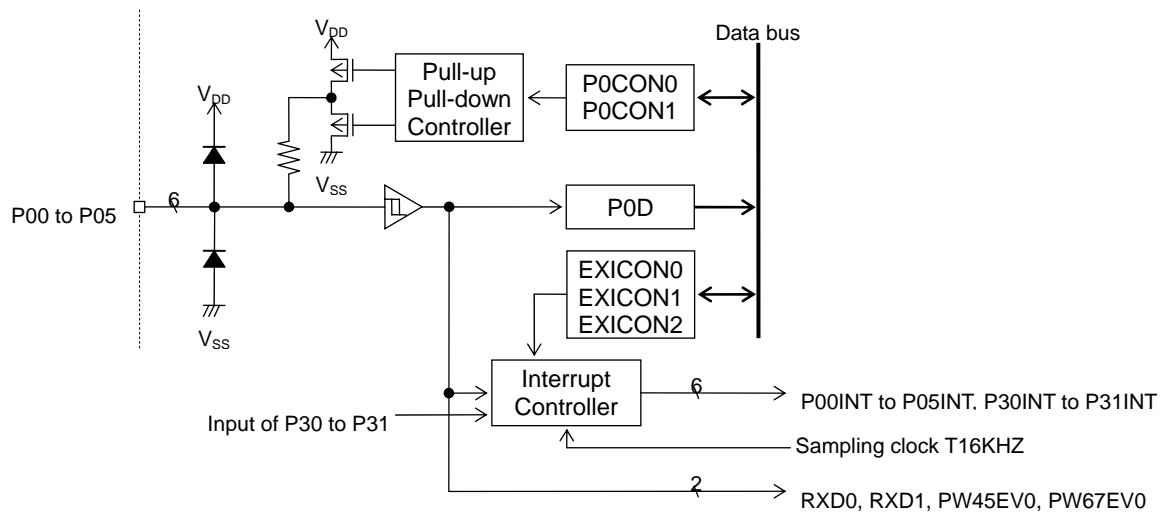 VDD
Data bus
Pull-up
Pull-down
Controller
P0CON0
P0CON1
VDD
VSS
P00 to P05
6
P0D
EXICON0
EXICON1
EXICON2
VSS
Interrupt
Controller
6
P00INT to P05INT, P30INT to P31INT
Input of P30 to P31
Sampling clock T16KHZ
2
RXD0, RXD1, PW45EV0, PW67EV0